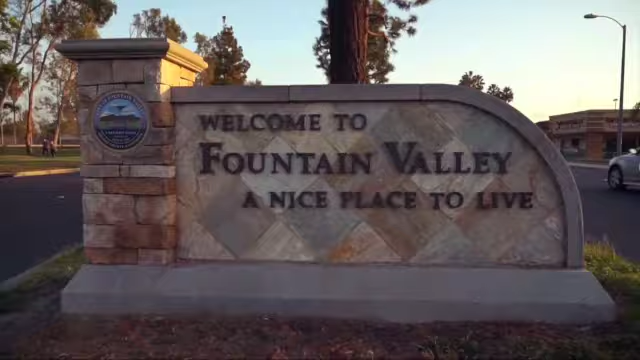 WELCOME TO
FOUNTAIN VALLEY
A NICE PLACE TO LIVE